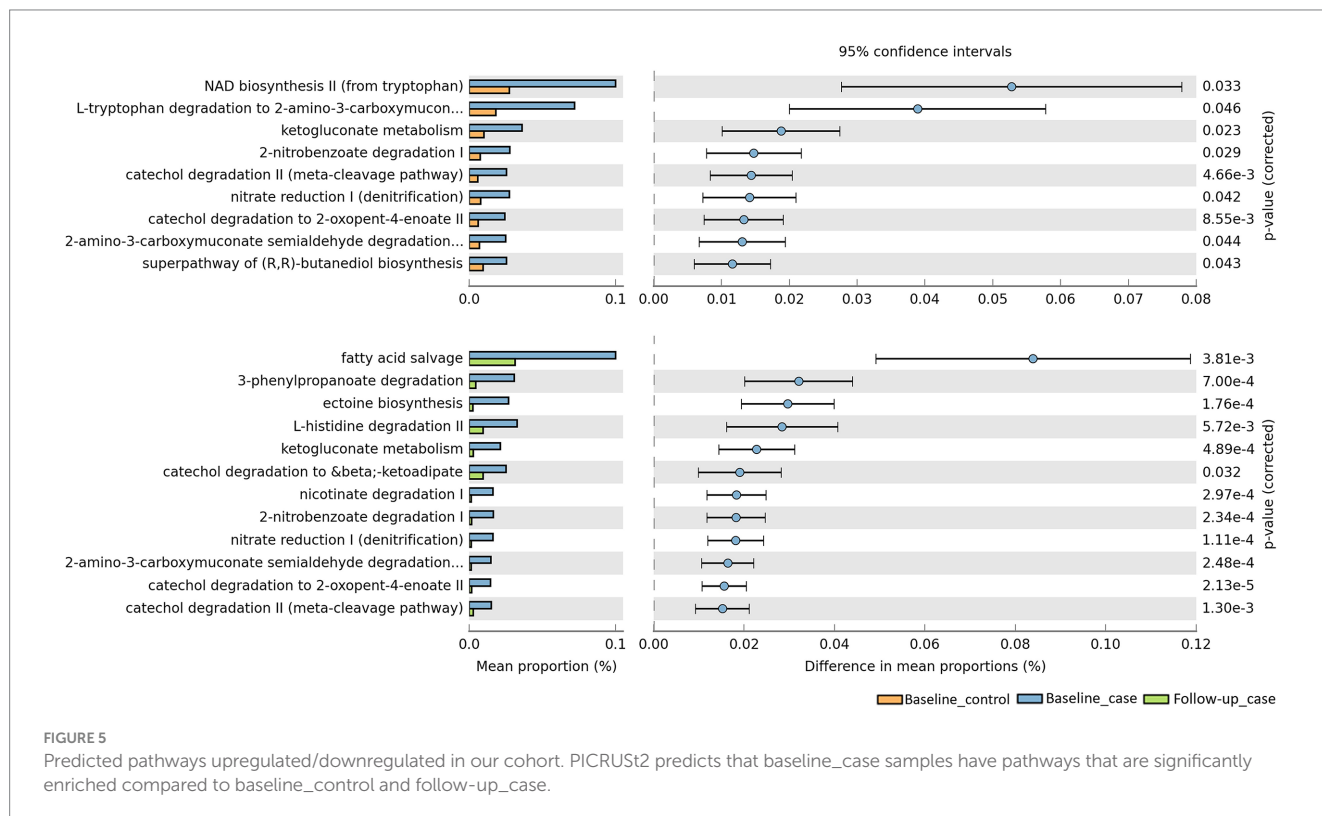 95% confidence intervals
NAD biosynthesis II (from tryptophan) 0.033
L-tryptophan degradation to 2-amino-3-carboxymucon... 0.046
ketogluconate metabolism 0.023
2-nitrobenzoate degradation I 0.029
catechol degradation II (meta-cleavage pathway) 4.66e-3
nitrate reduction I (denitrification) 0.042
catechol degradation to 2-oxopent-4-enoate II 8.55e-3
2-amino-3-carboxymuconate semialdehyde degradation... 0.044
superpathway of (R,R)-butanediol biosynthesis 0.043
p-value (corrected)
0.0 0.1 0.00 0.01 0.02 0.03 0.04 0.05 0.06 0.07 0.08
fatty acid salvage 3.81e-3
3-phenylpropanoate degradation 7.00e-4
ectoine biosynthesis 1.76e-4
L-histidine degradation II 5.72e-3
ketogluconate metabolism 4.89e-4
catechol degradation to &beta;-ketoadipate 0.032
nicotinate degradation I 2.97e-4
2-nitrobenzoate degradation I 2.34e-4
nitrate reduction I (denitrification) 1.11e-4
2-amino-3-carboxymuconate semialdehyde degradation... 2.48e-4
catechol degradation to 2-oxopent-4-enoate II 2.13e-5
catechol degradation II (meta-cleavage pathway) 1.30e-3
p-value (corrected)
0.0 0.1 0.00 0.02 0.04 0.06 0.08 0.10 0.12
Mean proportion (%) Difference in mean proportions (%)
Baseline_control Baseline_case Follow-up_case
FIGURE 5
Predicted pathways upregulated/downregulated in our cohort. PICRUSt2 predicts that baseline_case samples have pathways that are significantly
enriched compared to baseline_control and follow-up_case.